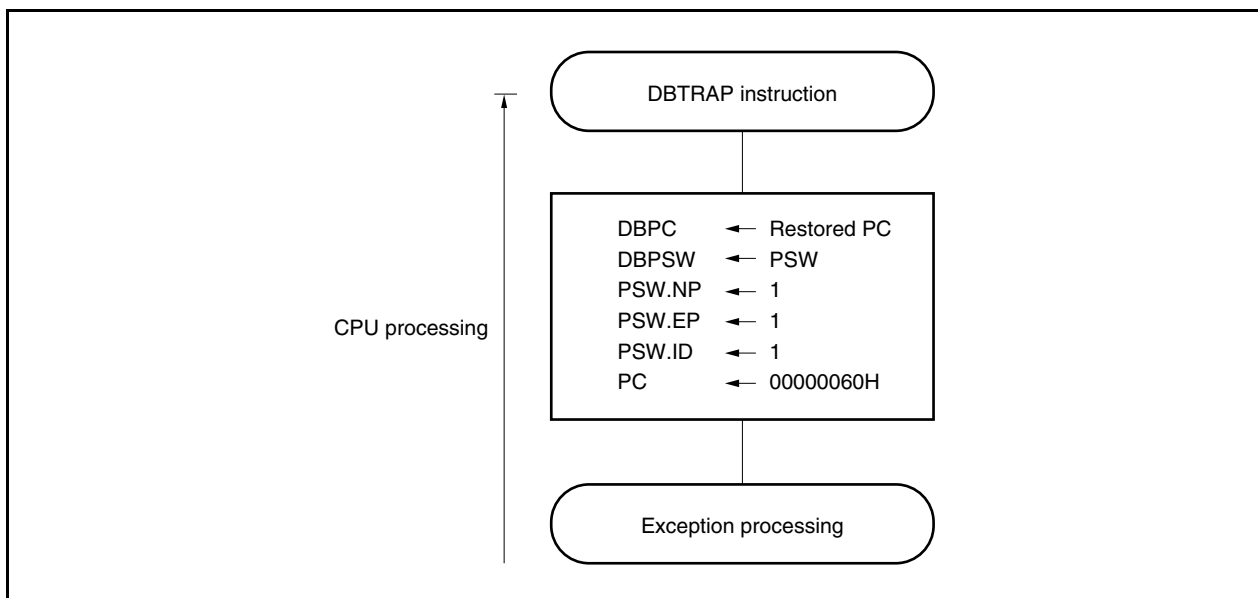 DBTRAP instruction
CPU processing
DBPC ← Restored PC
DBPSW ← PSW
PSW.NP ← 1
PSW.EP ← 1
PSW.ID ← 1
PC ← 00000060H
Exception processing